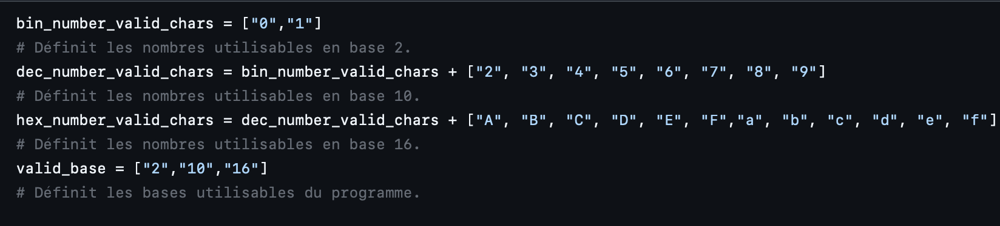 bin_number_valid_chars = ["0","1"]
# Définit les nombres utilisables en base 2.
dec_number_valid_chars = bin_number_valid_chars + ["2", "3", "4", "5", "6", "7", "8", "9"]
# Définit les nombres utilisables en base 10.
hex_number_valid_chars = dec_number_valid_chars + ["A", "B", "C", "D", "E", "F","a", "b", "c", "d", "e", "f"]
# Définit les nombres utilisables en base 16.
valid_base = ["2","10","16"]
# Définit les bases utilisables du programme.